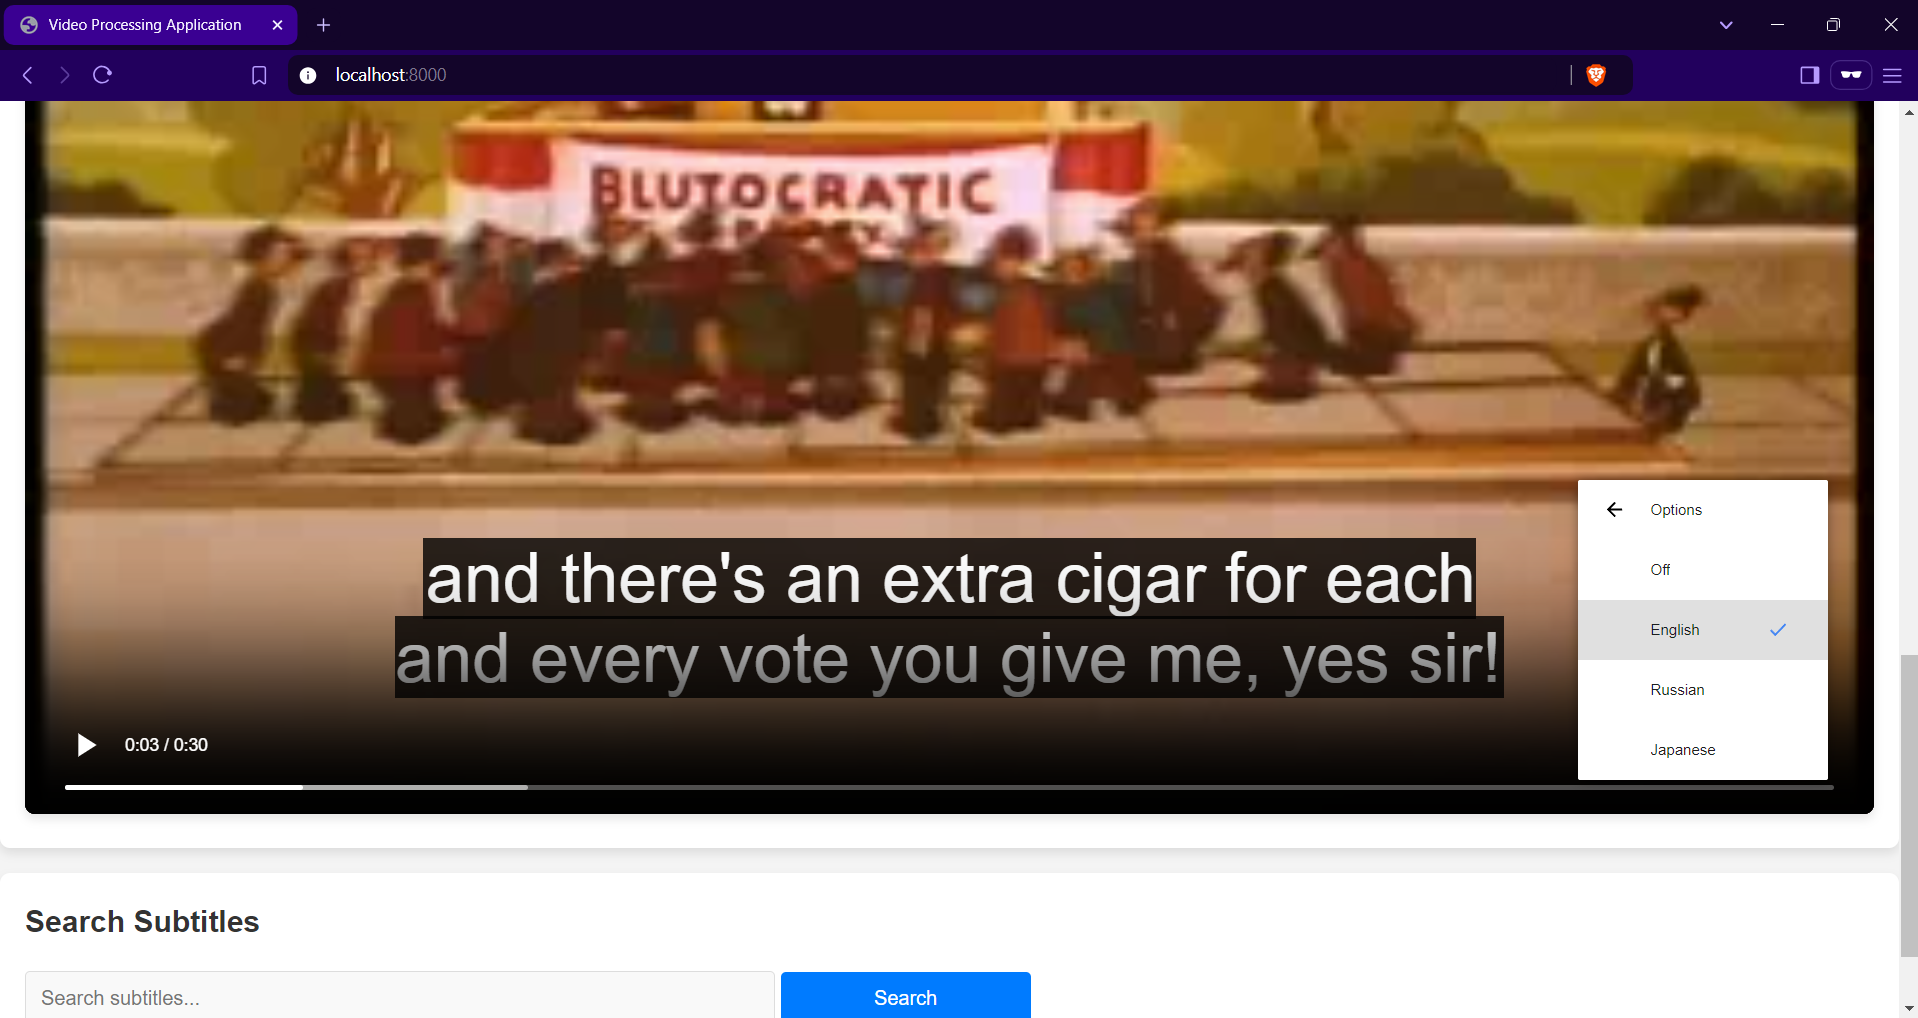 Video Processing Application
localhost:8000
BLUTOCRATIC
and there's an extra cigar for each
and every vote you give me, yes sir!
Options
Off
English
Russian
Japanese
0:03 / 0:30
Search Subtitles
Search subtitles...
Search